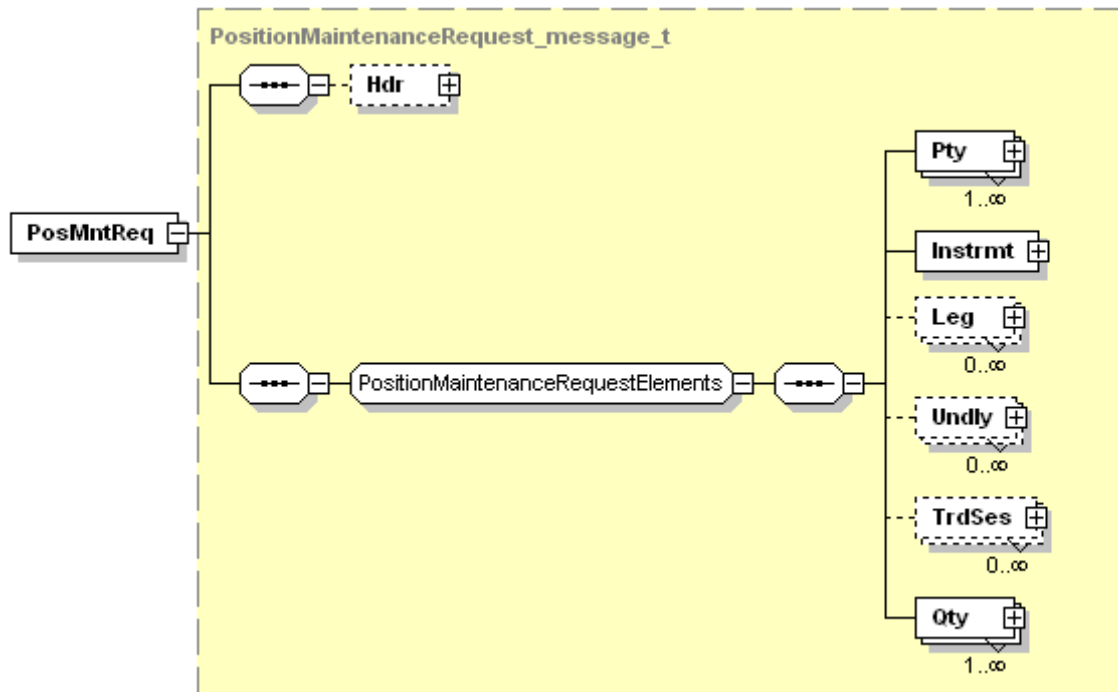 PositionMaintenanceRequest_message_t
Hdr
Pty
1..∞
PosMntReq
Instrmt
Leg
0..∞
PositionMaintenanceRequestElements
Undly
0..∞
TrdSes
0..∞
Qty
1..∞